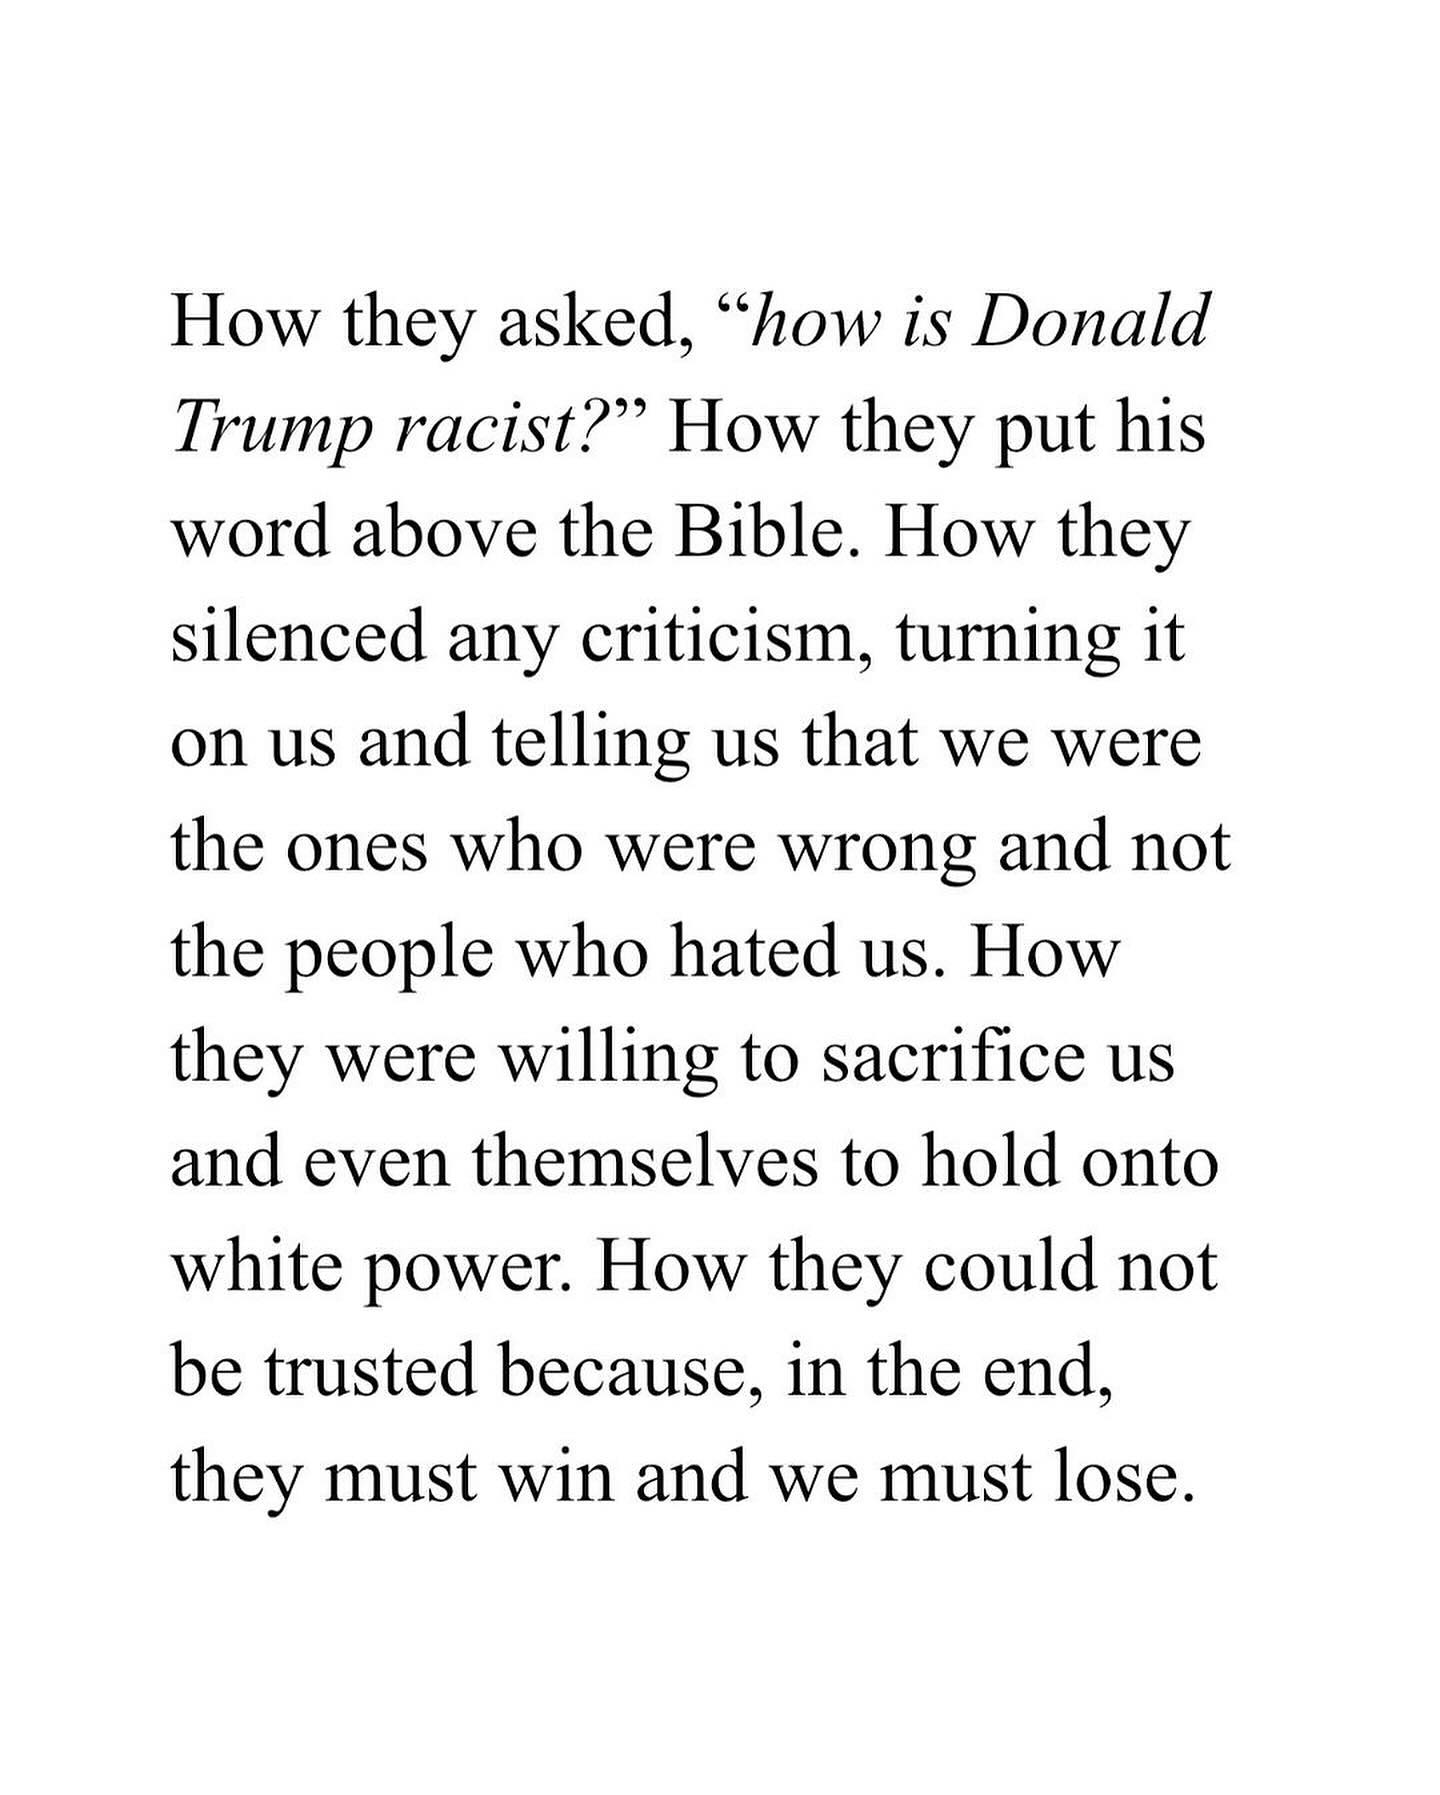 How they asked, “how is Donald
Trump racist?” How they put his
word above the Bible. How they
silenced any criticism, turning it
on us and telling us that we were
the ones who were wrong and not
the people who hated us. How
they were willing to sacrifice us
and even themselves to hold onto
white power. How they could not
be trusted because, in the end,
they must win and we must lose.